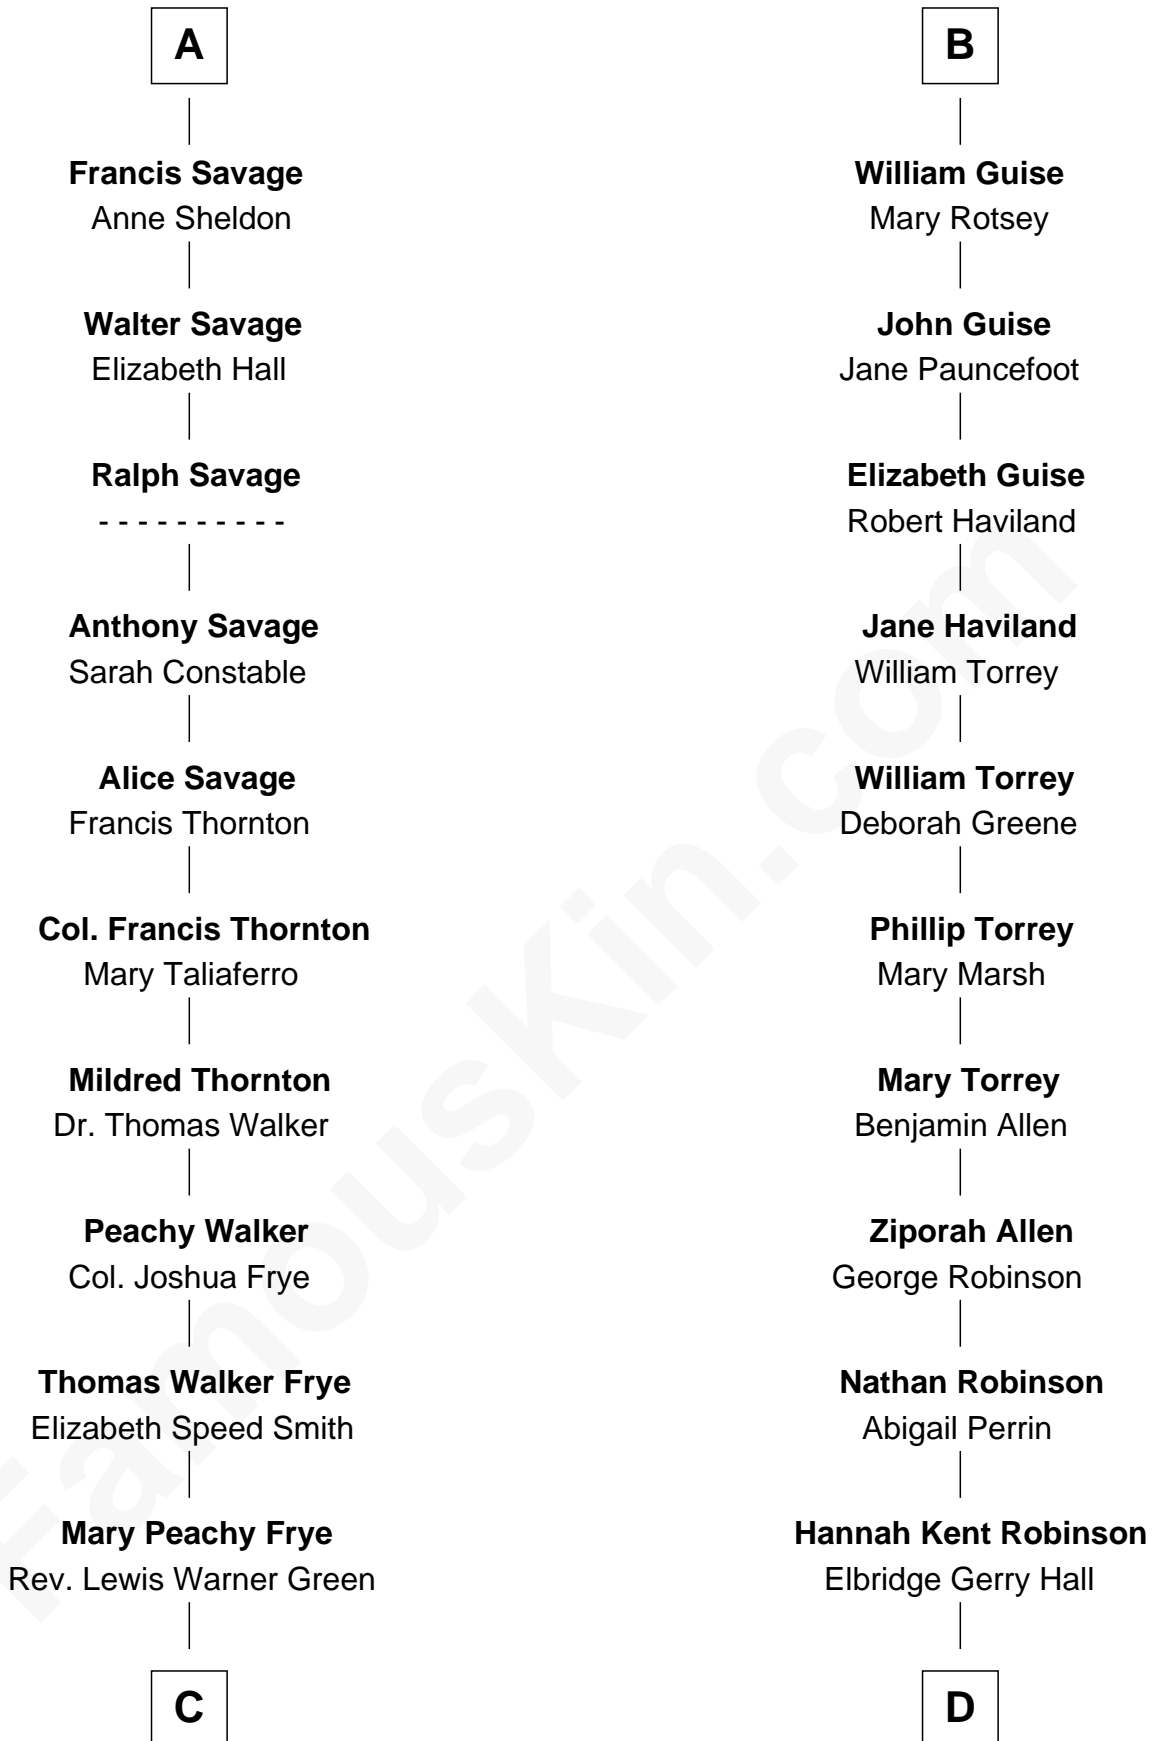 A
Francis Savage
Anne Sheldon
Walter Savage
Elizabeth Hall
Ralph Savage
- - - - - - - - - -
Anthony Savage
Sarah Constable
Alice Savage
Francis Thornton
Col. Francis Thornton
Mary Taliaferro
Mildred Thornton
Dr. Thomas Walker
Peachy Walker
Col. Joshua Frye
Thomas Walker Frye
Elizabeth Speed Smith
Mary Peachy Frye
Rev. Lewis Warner Green
C
B
William Guise
Mary Rotsey
John Guise
Jane Pauncefoot
Elizabeth Guise
Robert Haviland
Jane Haviland
William Torrey
William Torrey
Deborah Greene
Phillip Torrey
Mary Marsh
Mary Torrey
Benjamin Allen
Ziporah Allen
George Robinson
Nathan Robinson
Abigail Perrin
Hannah Kent Robinson
Elbridge Gerry Hall
D
FamousKin.com